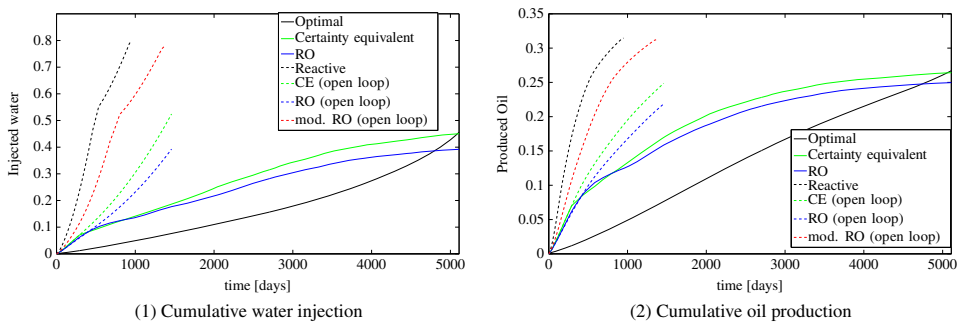 0.8
0.7
0.6
0.5
0.4
0.3
0.2
0.1
0
Injected water
0 1000 2000 3000 4000 5000
time [days]
Optimal
Certainty equivalent
RO
Reactive
CE (open loop)
RO (open loop)
mod. RO (open loop)
(1) Cumulative water injection
0.35
0.3
0.25
0.2
0.15
0.1
0.05
0
Produced Oil
0 1000 2000 3000 4000 5000
time [days]
Optimal
Certainty equivalent
RO
Reactive
CE (open loop)
RO (open loop)
mod. RO (open loop)
(2) Cumulative oil production